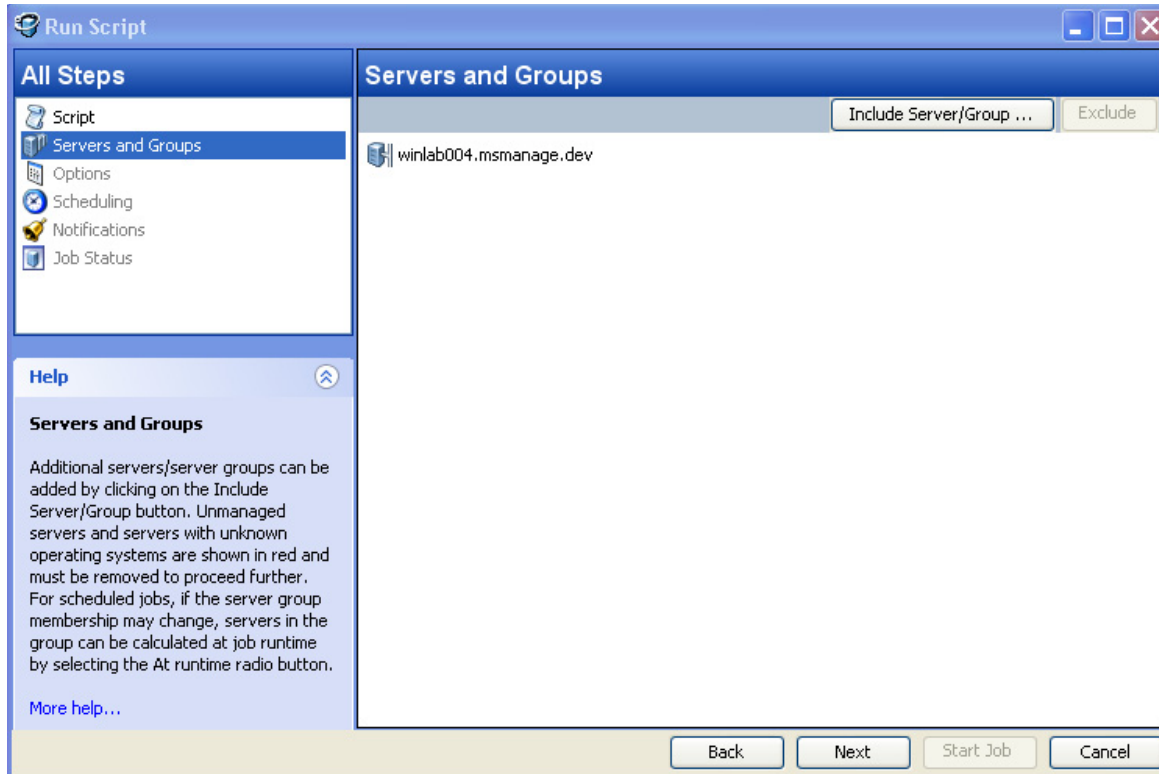 Run Script
All Steps
Script
Servers and Groups
Options
Scheduling
Notifications
Job Status
Help
Servers and Groups
Additional servers/server groups can be
added by clicking on the Include
Server/Group button. Unmanaged
servers and servers with unknown
operating systems are shown in red and
must be removed to proceed further.
For scheduled jobs, if the server group
membership may change, servers in the
group can be calculated at job runtime
by selecting the At runtime radio button.
More help...
Servers and Groups
Include Server/Group ...
Exclude
winlab004.msmanage.dev
Back
Next
Start Job
Cancel